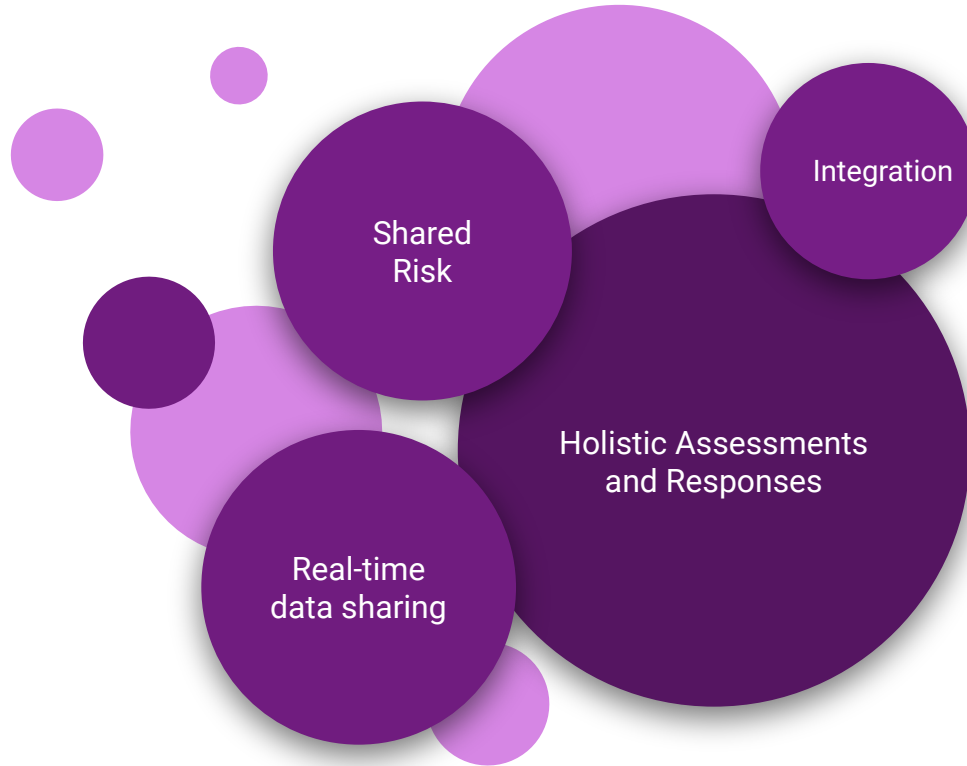 Integration
Shared
Risk
Holistic Assessments
and Responses
Real-time
data sharing